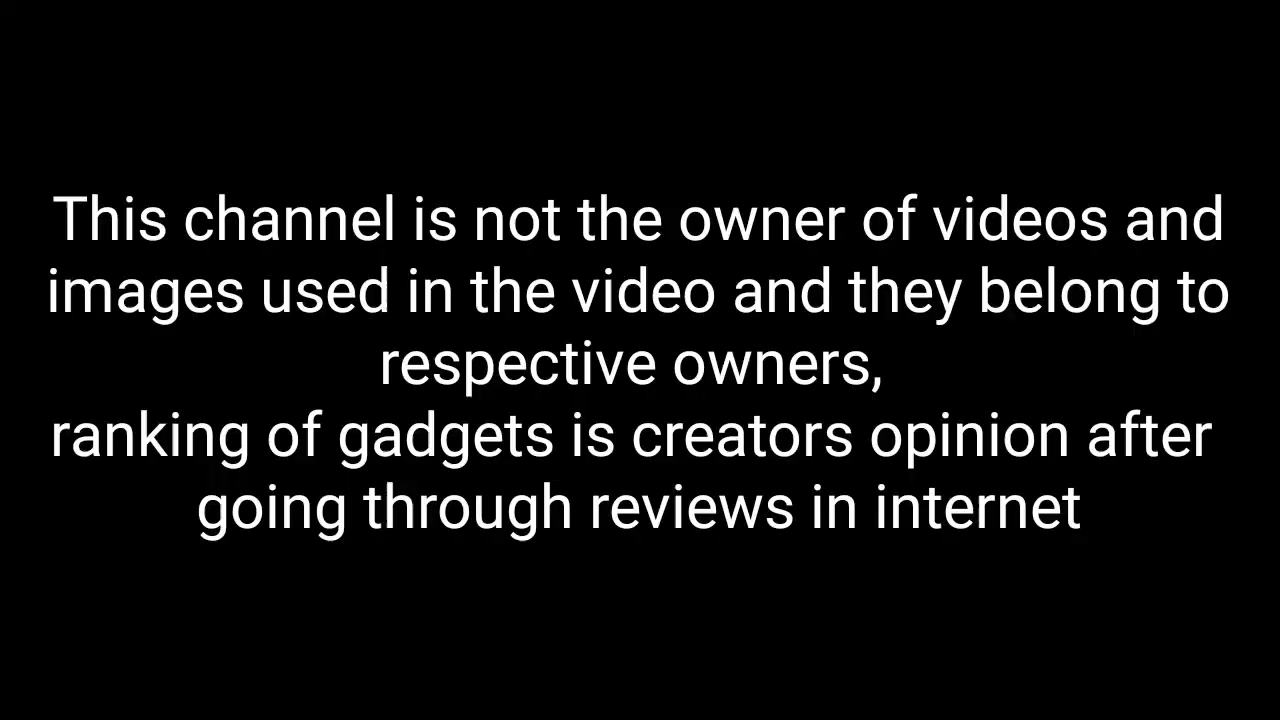 This channel is not the owner of videos and
images used in the video and they belong to
respective owners,
ranking of gadgets is creators opinion after
going through reviews in internet